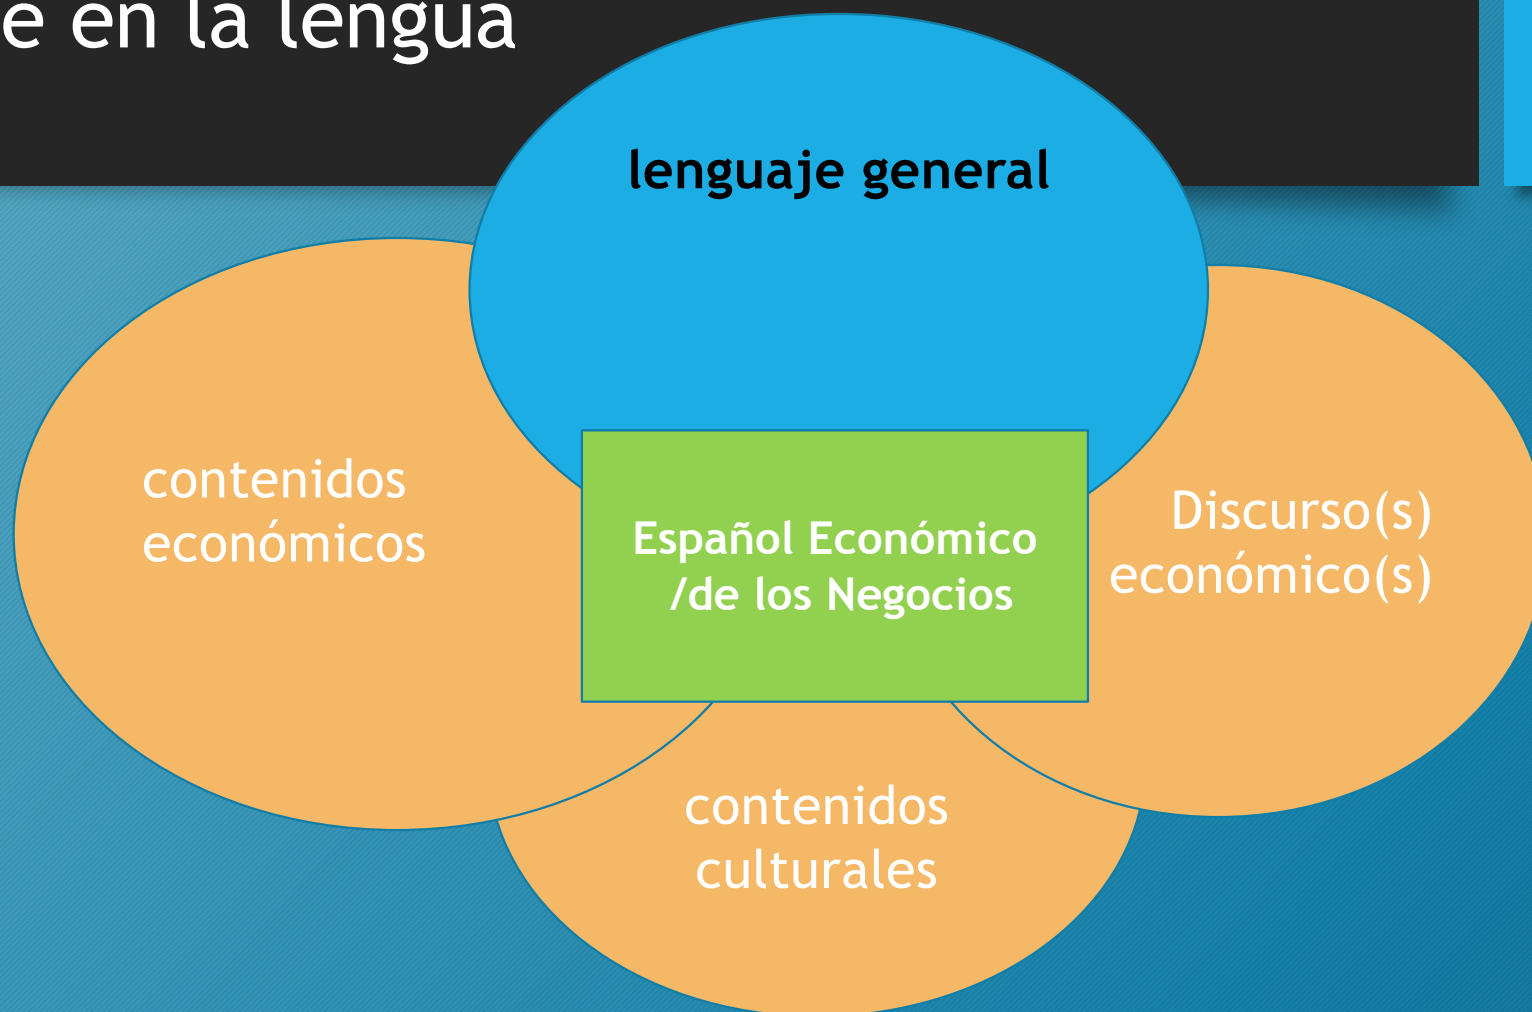 e en la lengua
lenguaje general
contenidos
económicos
Español Económico
/de los Negocios
Discurso(s)
económico(s)
contenidos
culturales